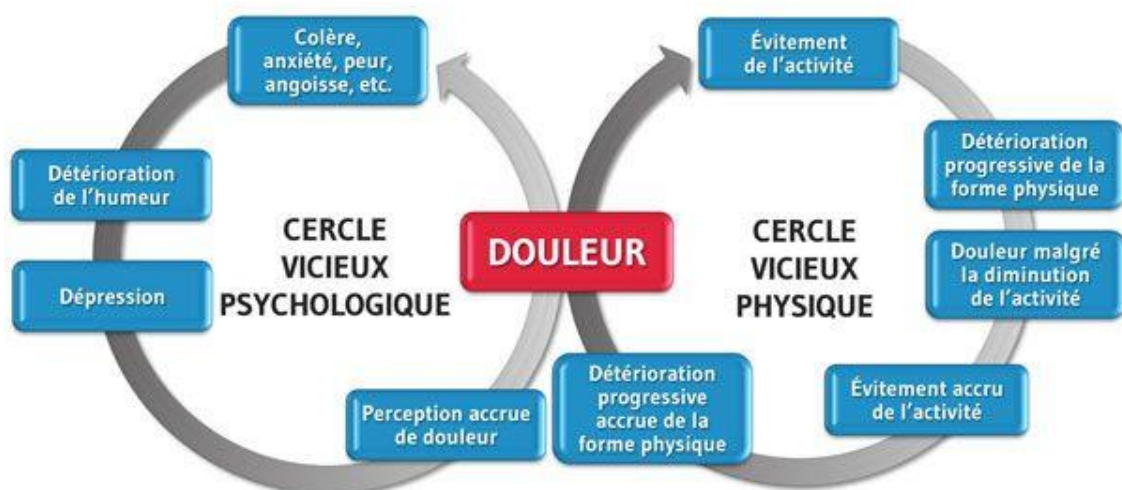 Colère,
anxiété, peur,
angoisse, etc.
Détérioration
de l'humeur
Dépression
Perception accrue
de douleur
CERCLE
VICIEUX
PSYCHOLOGIQUE
DOULEUR
CERCLE
VICIEUX
PHYSIQUE
Évitement
de l'activité
Détérioration
progressive de la
forme physique
Douleur malgré
la diminution
de l'activité
Évitement accru
de l'activité
Détérioration
progressive
accrue de la
forme physique